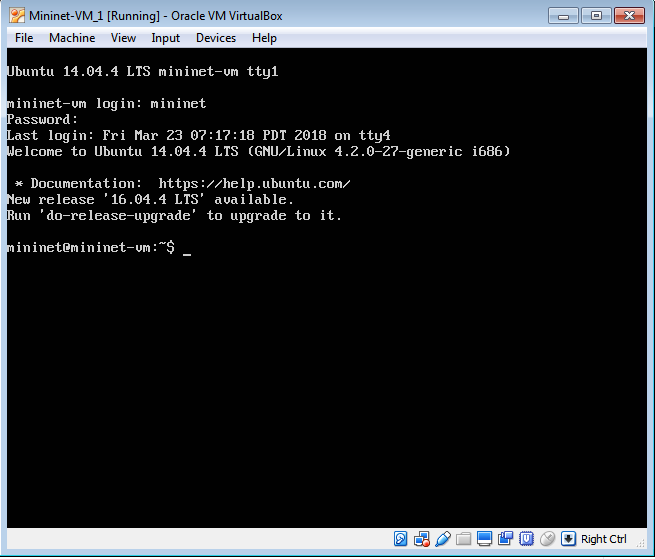 Mininet-VM_1 [Running] - Oracle VM VirtualBox
File Machine View Input Devices Help
Ubuntu 14.04.4 LTS mininet-vm tty1
mininet-vm login: mininet
Password:
Last login: Fri Mar 23 07:17:18 PDT 2018 on tty4
Welcome to Ubuntu 14.04.4 LTS (GNU/Linux 4.2.0-27-generic i686)
* Documentation:  https://help.ubuntu.com/
New release '16.04.4 LTS' available.
Run 'do-release-upgrade' to upgrade to it.
mininet@mininet-vm:~$ _
Right Ctrl